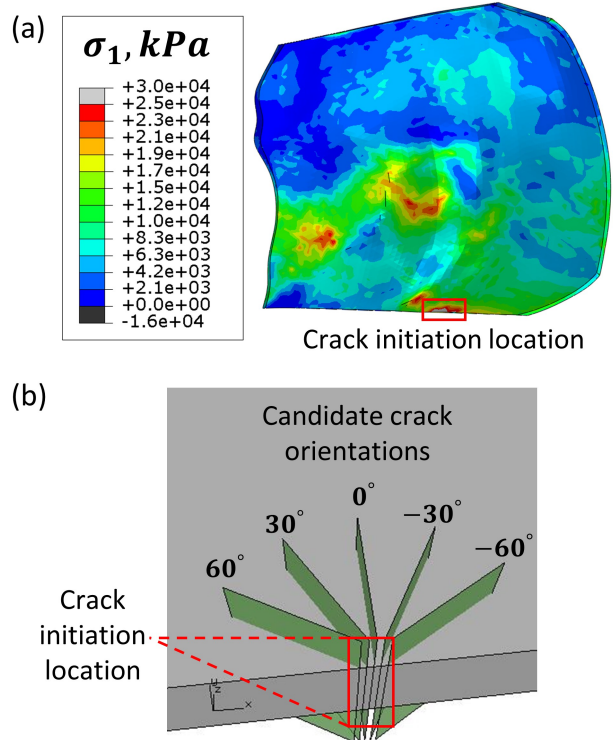 (a)
σ₁, kPa
+3.0e+04
+2.5e+04
+2.3e+04
+2.1e+04
+1.9e+04
+1.7e+04
+1.5e+04
+1.2e+04
+1.0e+04
+8.3e+03
+6.3e+03
+4.2e+03
+2.1e+03
+0.0e+00
-1.6e+04
Crack initiation location
(b)
Candidate crack
orientations
0°
30°
−30°
60°
−60°
Crack
initiation
location
z
x